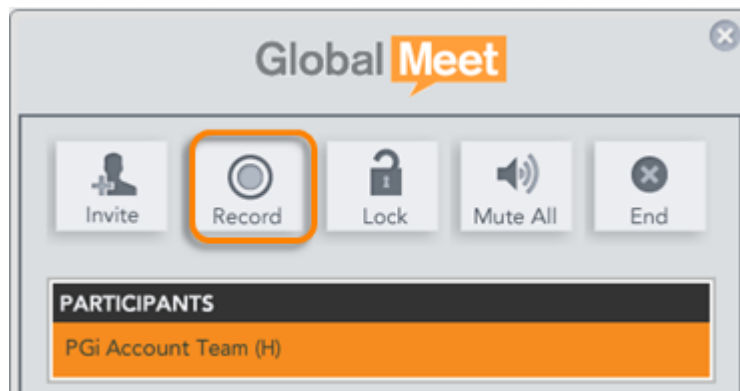 Global Meet
Invite Record Lock Mute All End
PARTICIPANTS
PGi Account Team (H)